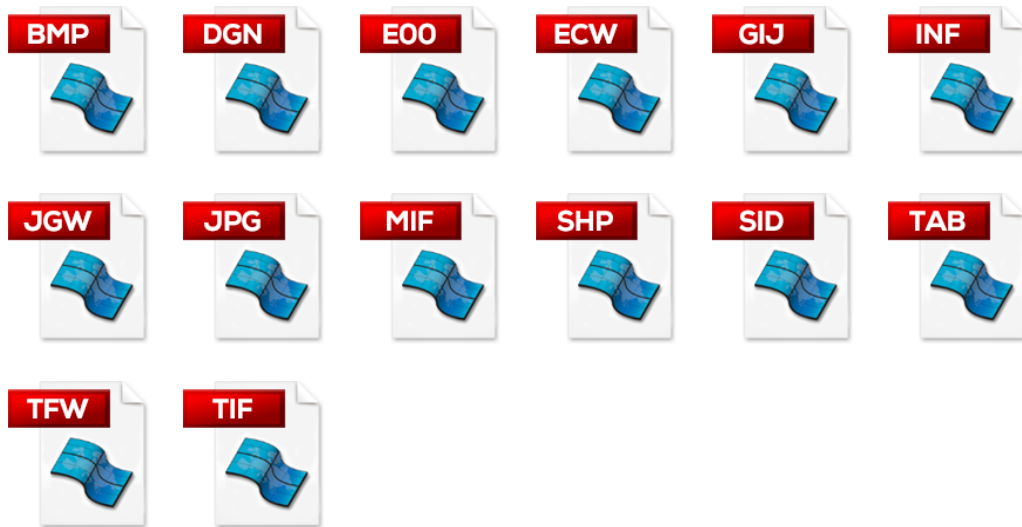 BMP DGN E00 ECW GIJ INF
JGW JPG MIF SHP SID TAB
TFW TIF